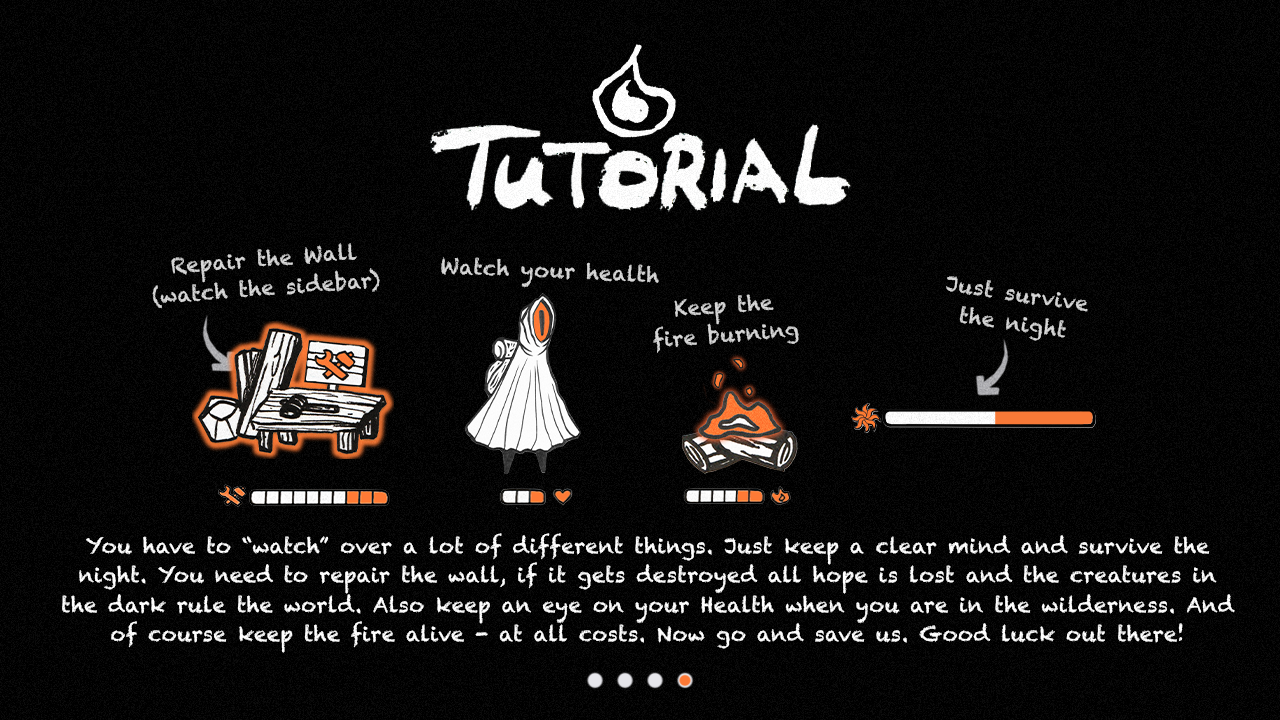 TUTORIAL
Repair the Wall
(watch the sidebar)
Watch your health
Keep the
fire burning
Just survive
the night
You have to “watch” over a lot of different things. Just keep a clear mind and survive the
night. You need to repair the wall, if it gets destroyed all hope is lost and the creatures in
the dark rule the world. Also keep an eye on your Health when you are in the wilderness. And
of course keep the fire alive - at all costs. Now go and save us. Good luck out there!